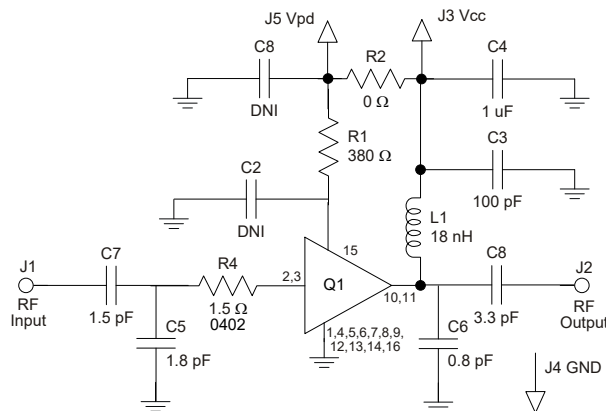 J5 Vpd
J3 Vcc
C8
DNI
R2
0 Ω
C4
1 uF
R1
380 Ω
C3
100 pF
C2
DNI
L1
18 nH
J1
RF
Input
C7
1.5 pF
R4
1.5 Ω
0402
2,3
15
Q1
10,11
C8
3.3 pF
J2
RF
Output
1,4,5,6,7,8,9,
12,13,14,16
C5
1.8 pF
C6
0.8 pF
J4 GND